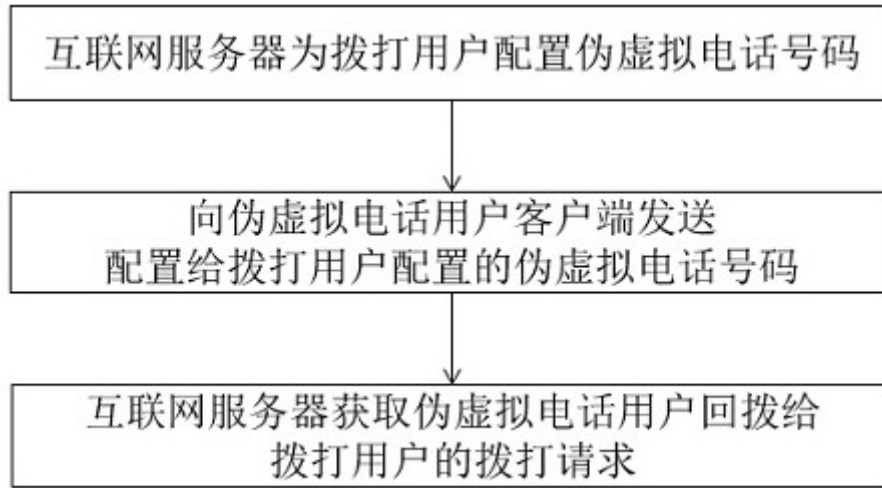 互联网服务器为拨打用户配置伪虚拟电话号码
向伪虚拟电话用户客户端发送
配置给拨打用户配置的伪虚拟电话号码
互联网服务器获取伪虚拟电话用户回拨给
拨打用户的拨打请求